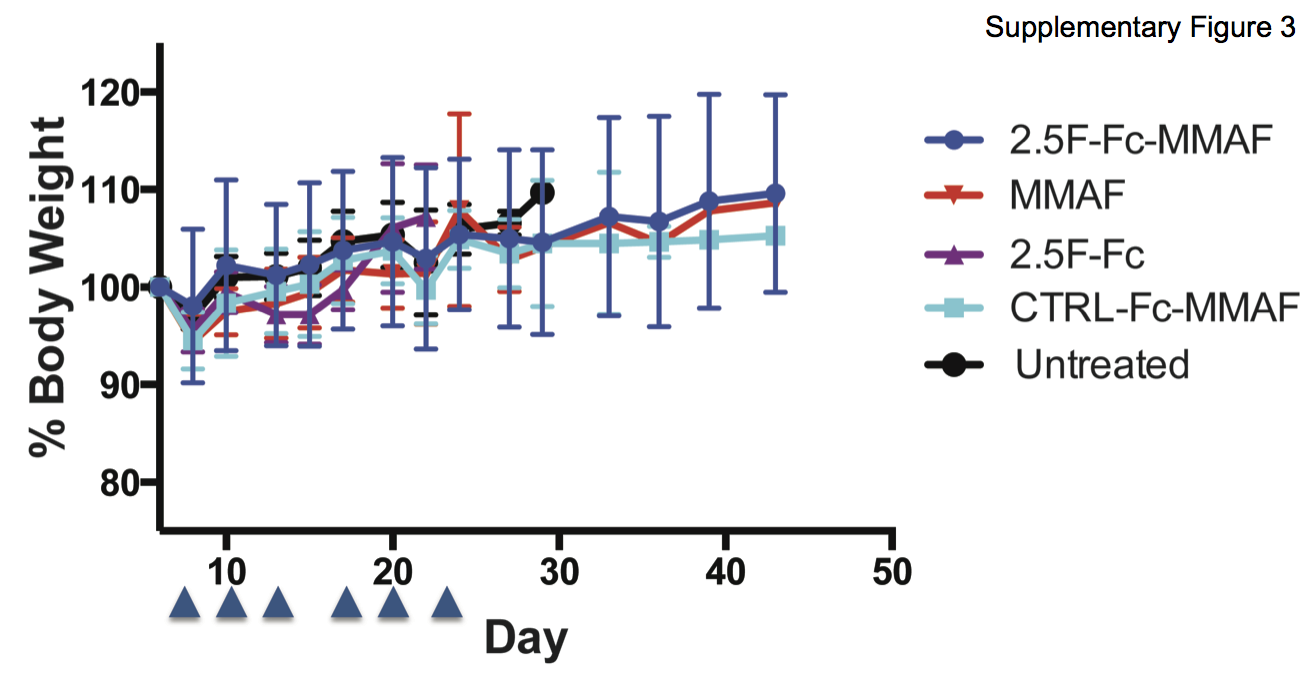 Supplementary Figure 3
% Body Weight
120
110
100
90
80
10 20 30 40 50
Day
2.5F-Fc-MMAF
MMAF
2.5F-Fc
CTRL-Fc-MMAF
Untreated